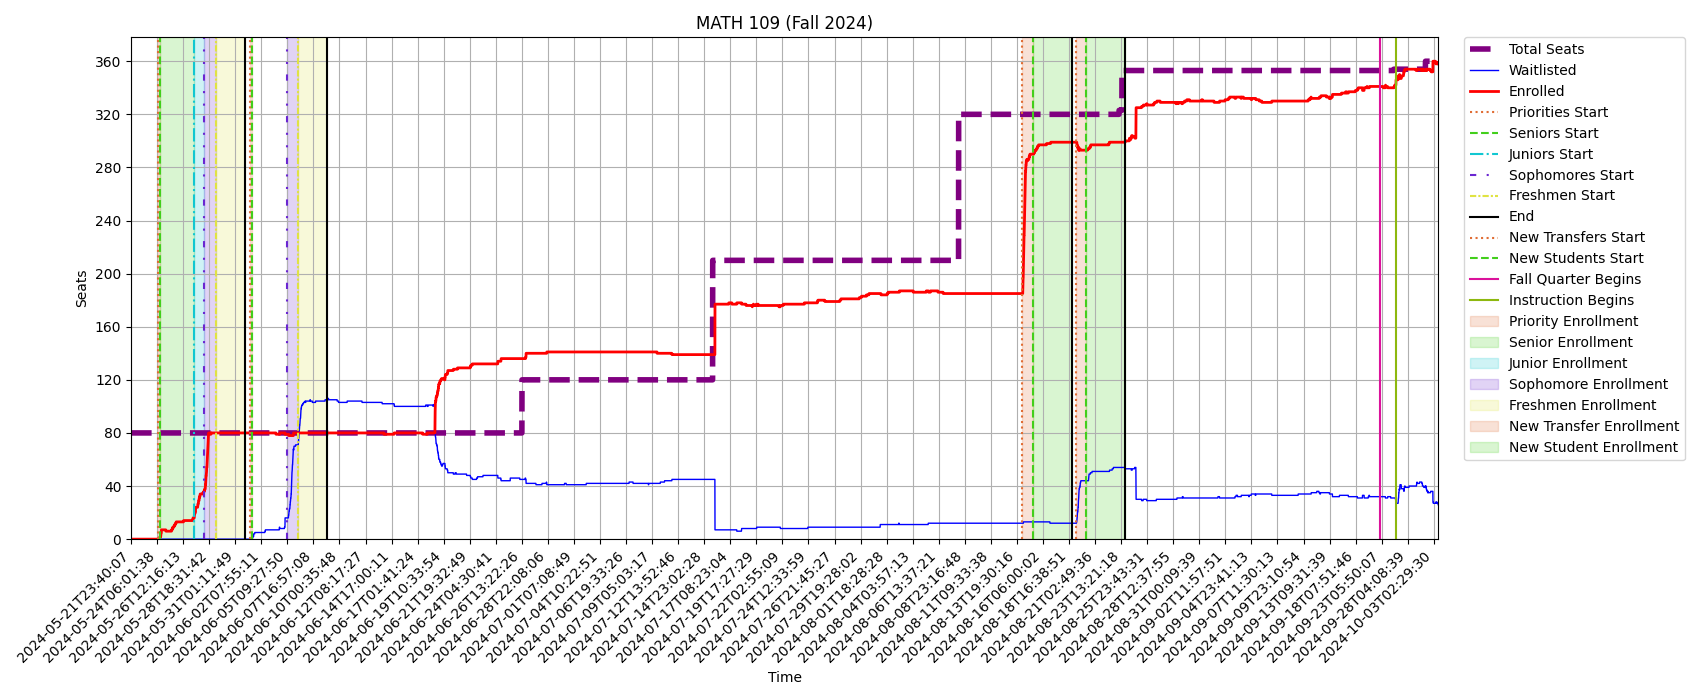 MATH 109 (Fall 2024)
Seats
360
320
280
240
200
160
120
80
40
0
2024-05-21T23:40:07
2024-05-24T06:01:38
2024-05-26T12:16:13
2024-05-28T18:31:42
2024-05-31T01:11:49
2024-06-02T07:55:11
2024-06-05T09:27:50
2024-06-07T16:57:08
2024-06-10T00:35:48
2024-06-12T08:17:27
2024-06-14T17:00:11
2024-06-17T01:41:24
2024-06-19T10:33:54
2024-06-21T19:32:49
2024-06-24T04:30:41
2024-06-26T13:22:26
2024-06-28T22:08:06
2024-07-01T07:08:49
2024-07-04T10:22:51
2024-07-06T19:33:26
2024-07-09T05:03:17
2024-07-12T13:52:46
2024-07-14T23:02:28
2024-07-17T08:23:04
2024-07-19T17:27:29
2024-07-22T02:55:09
2024-07-24T12:33:59
2024-07-26T21:45:27
2024-07-29T19:28:02
2024-08-01T18:28:28
2024-08-04T03:57:13
2024-08-06T13:37:21
2024-08-08T23:16:48
2024-08-11T09:33:38
2024-08-13T19:30:16
2024-08-16T06:00:02
2024-08-18T16:38:51
2024-08-21T02:49:36
2024-08-23T13:21:18
2024-08-25T23:43:31
2024-08-28T12:37:55
2024-08-31T00:09:39
2024-09-02T11:57:51
2024-09-04T23:41:13
2024-09-07T11:30:13
2024-09-09T23:10:54
2024-09-13T09:31:39
2024-09-18T07:51:46
2024-09-23T05:50:07
2024-09-28T04:08:39
2024-10-03T02:29:30
Time
Total Seats
Waitlisted
Enrolled
Priorities Start
Seniors Start
Juniors Start
Sophomores Start
Freshmen Start
End
New Transfers Start
New Students Start
Fall Quarter Begins
Instruction Begins
Priority Enrollment
Senior Enrollment
Junior Enrollment
Sophomore Enrollment
Freshmen Enrollment
New Transfer Enrollment
New Student Enrollment